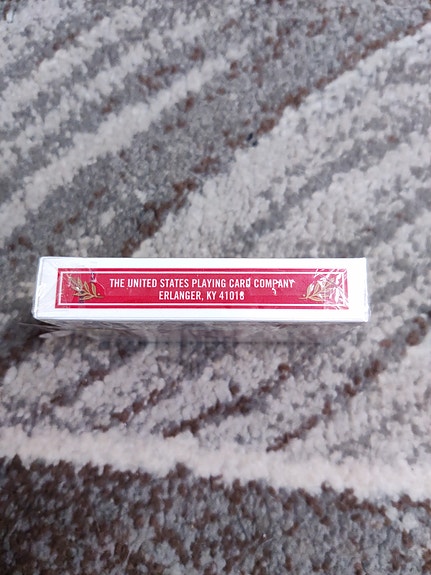 THE UNITED STATES PLAYING CARD COMPANY
ERLANGER, KY 41018